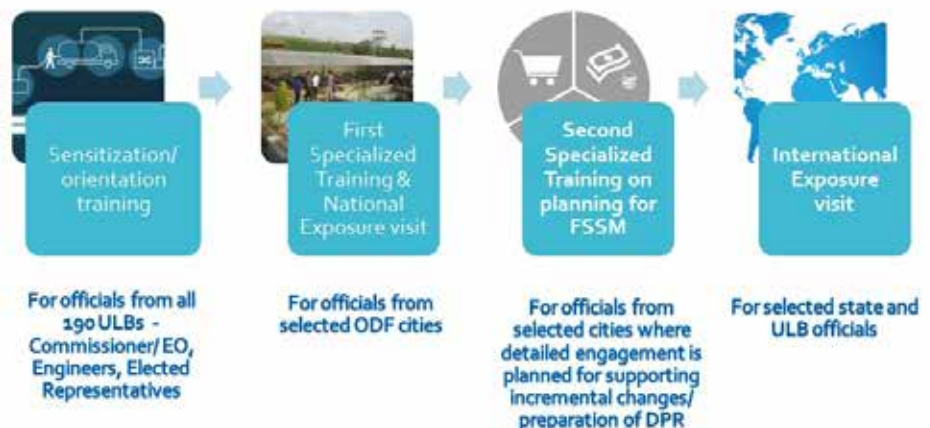 Sensitization/
orientation
training
First
Specialized
Training &
National
Exposure visit
Second
Specialized
Training on
planning for
FSSM
International
Exposure
visit
For officials from all
190 ULBs -
Commissioner/ EO,
Engineers, Elected
Representatives
For officials from
selected ODF cities
For officials from
selected cities where
detailed engagement is
planned for supporting
incremental changes/
preparation of DPR
For selected state and
ULB officials